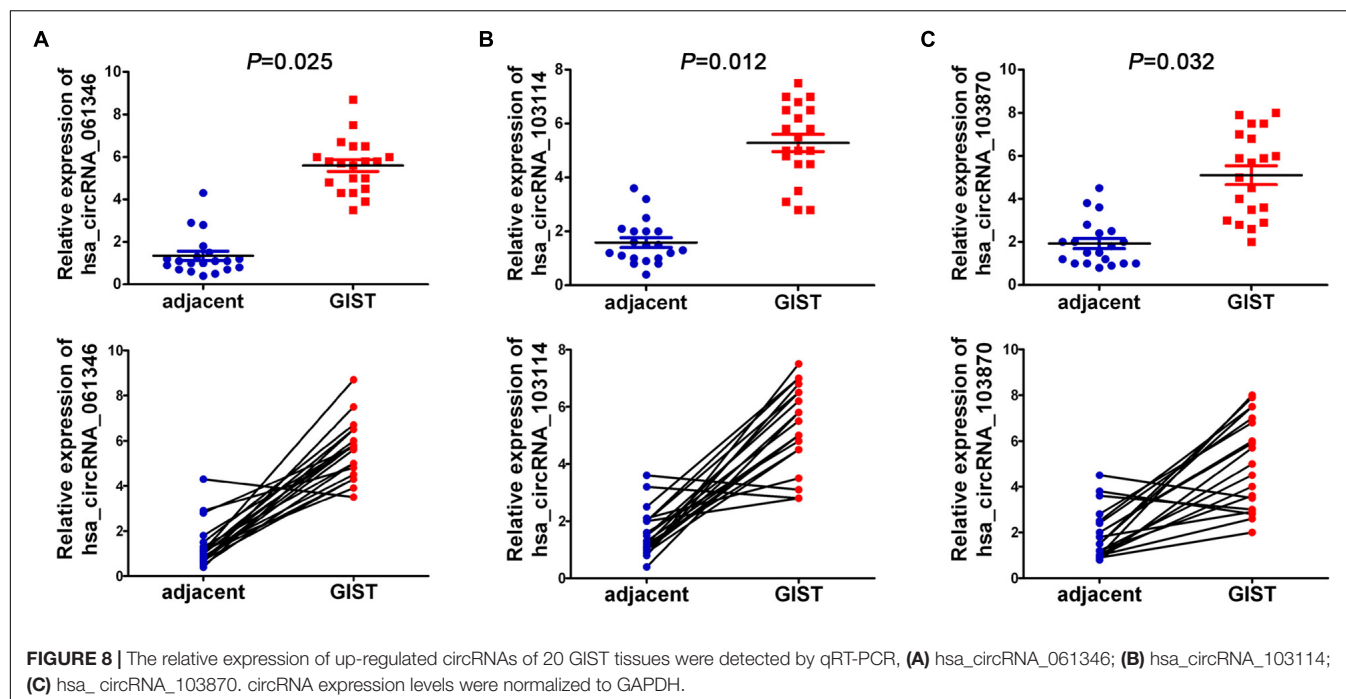 A
P=0.025
Relative expression of
hsa_circRNA_061346
10
8
6
4
2
0
adjacent
GIST
B
P=0.012
Relative expression of
hsa_circRNA_103114
8
6
4
2
0
adjacent
GIST
C
P=0.032
Relative expression of
hsa_circRNA_103870
10
8
6
4
2
0
adjacent
GIST
Relative expression of
hsa_circRNA_061346
10
8
6
4
2
0
adjacent
GIST
Relative expression of
hsa_circRNA_103114
8
6
4
2
0
adjacent
GIST
Relative expression of
hsa_circRNA_103870
10
8
6
4
2
0
adjacent
GIST
FIGURE 8 | The relative expression of up-regulated circRNAs of 20 GIST tissues were detected by qRT-PCR, (A) hsa_circRNA_061346; (B) hsa_circRNA_103114;
(C) hsa_ circRNA_103870. circRNA expression levels were normalized to GAPDH.